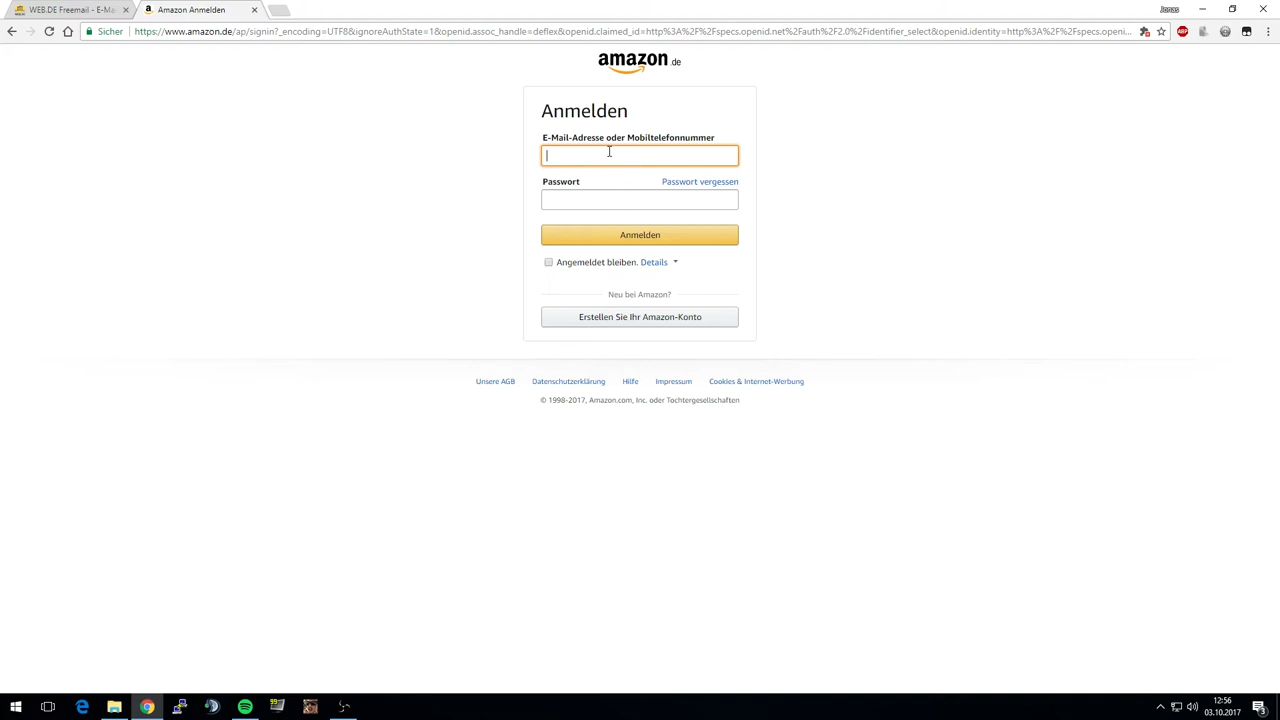 WEB.DE Freemail - E-Ma
Amazon Anmelden
Jonas
Sicher
https://www.amazon.de/ap/signin?_encoding=UTF8&ignoreAuthState=1&openid.assoc_handle=deflex&openid.claimed_id=http%3A%2F%2Fspecs.openid.net%2Fauth%2F2.0%2Fidentifier_select&openid.identity=http%3A%2F%2Fspecs.openi...
ABP
amazon.de
Anmelden
E-Mail-Adresse oder Mobiltelefonnummer
Passwort
Passwort vergessen
Anmelden
Angemeldet bleiben. Details
Neu bei Amazon?
Erstellen Sie Ihr Amazon-Konto
Unsere AGB
Datenschutzerklärung
Hilfe
Impressum
Cookies & Internet-Werbung
© 1998-2017, Amazon.com, Inc. oder Tochtergesellschaften
99
12:56
03.10.2017
3